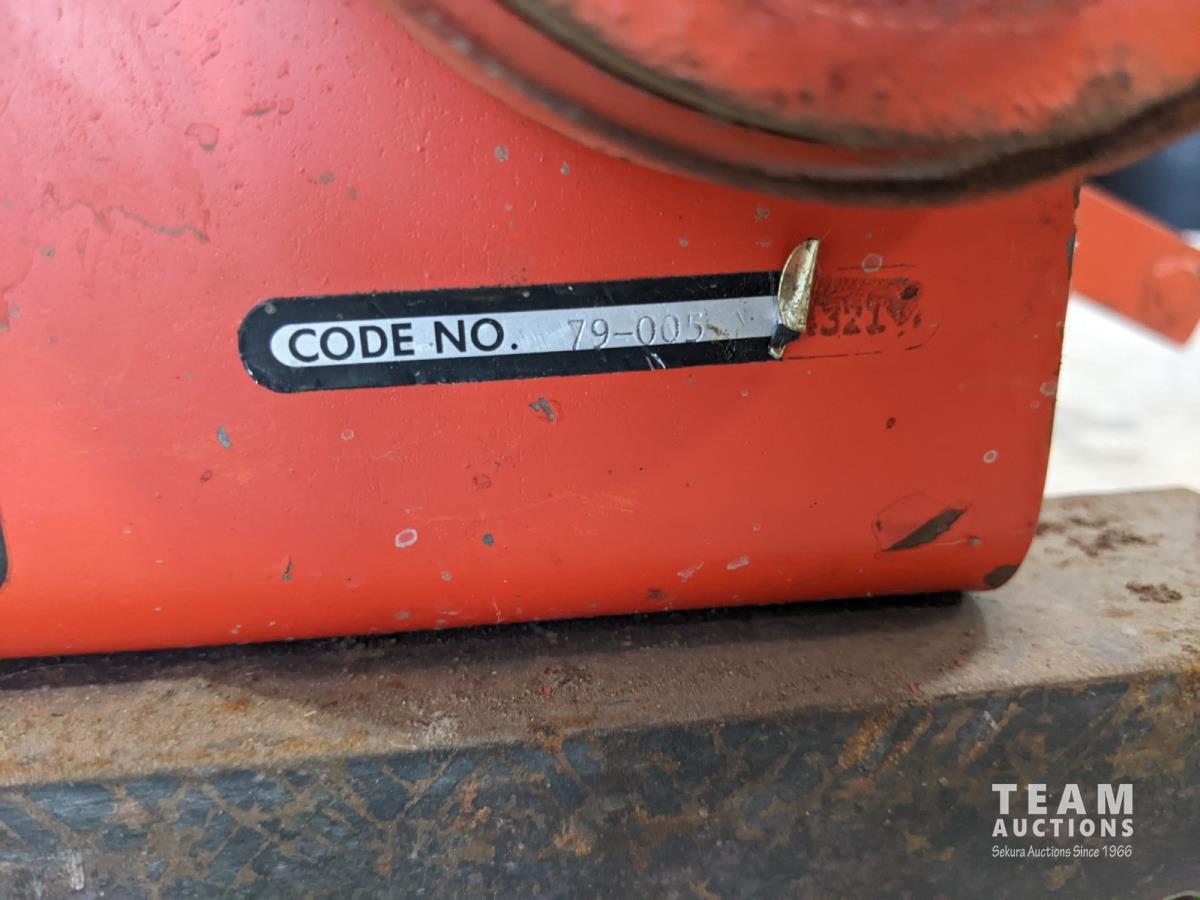 CODE NO. 79-005
TEAM
AUCTIONS
Sekura Auctions Since 1966